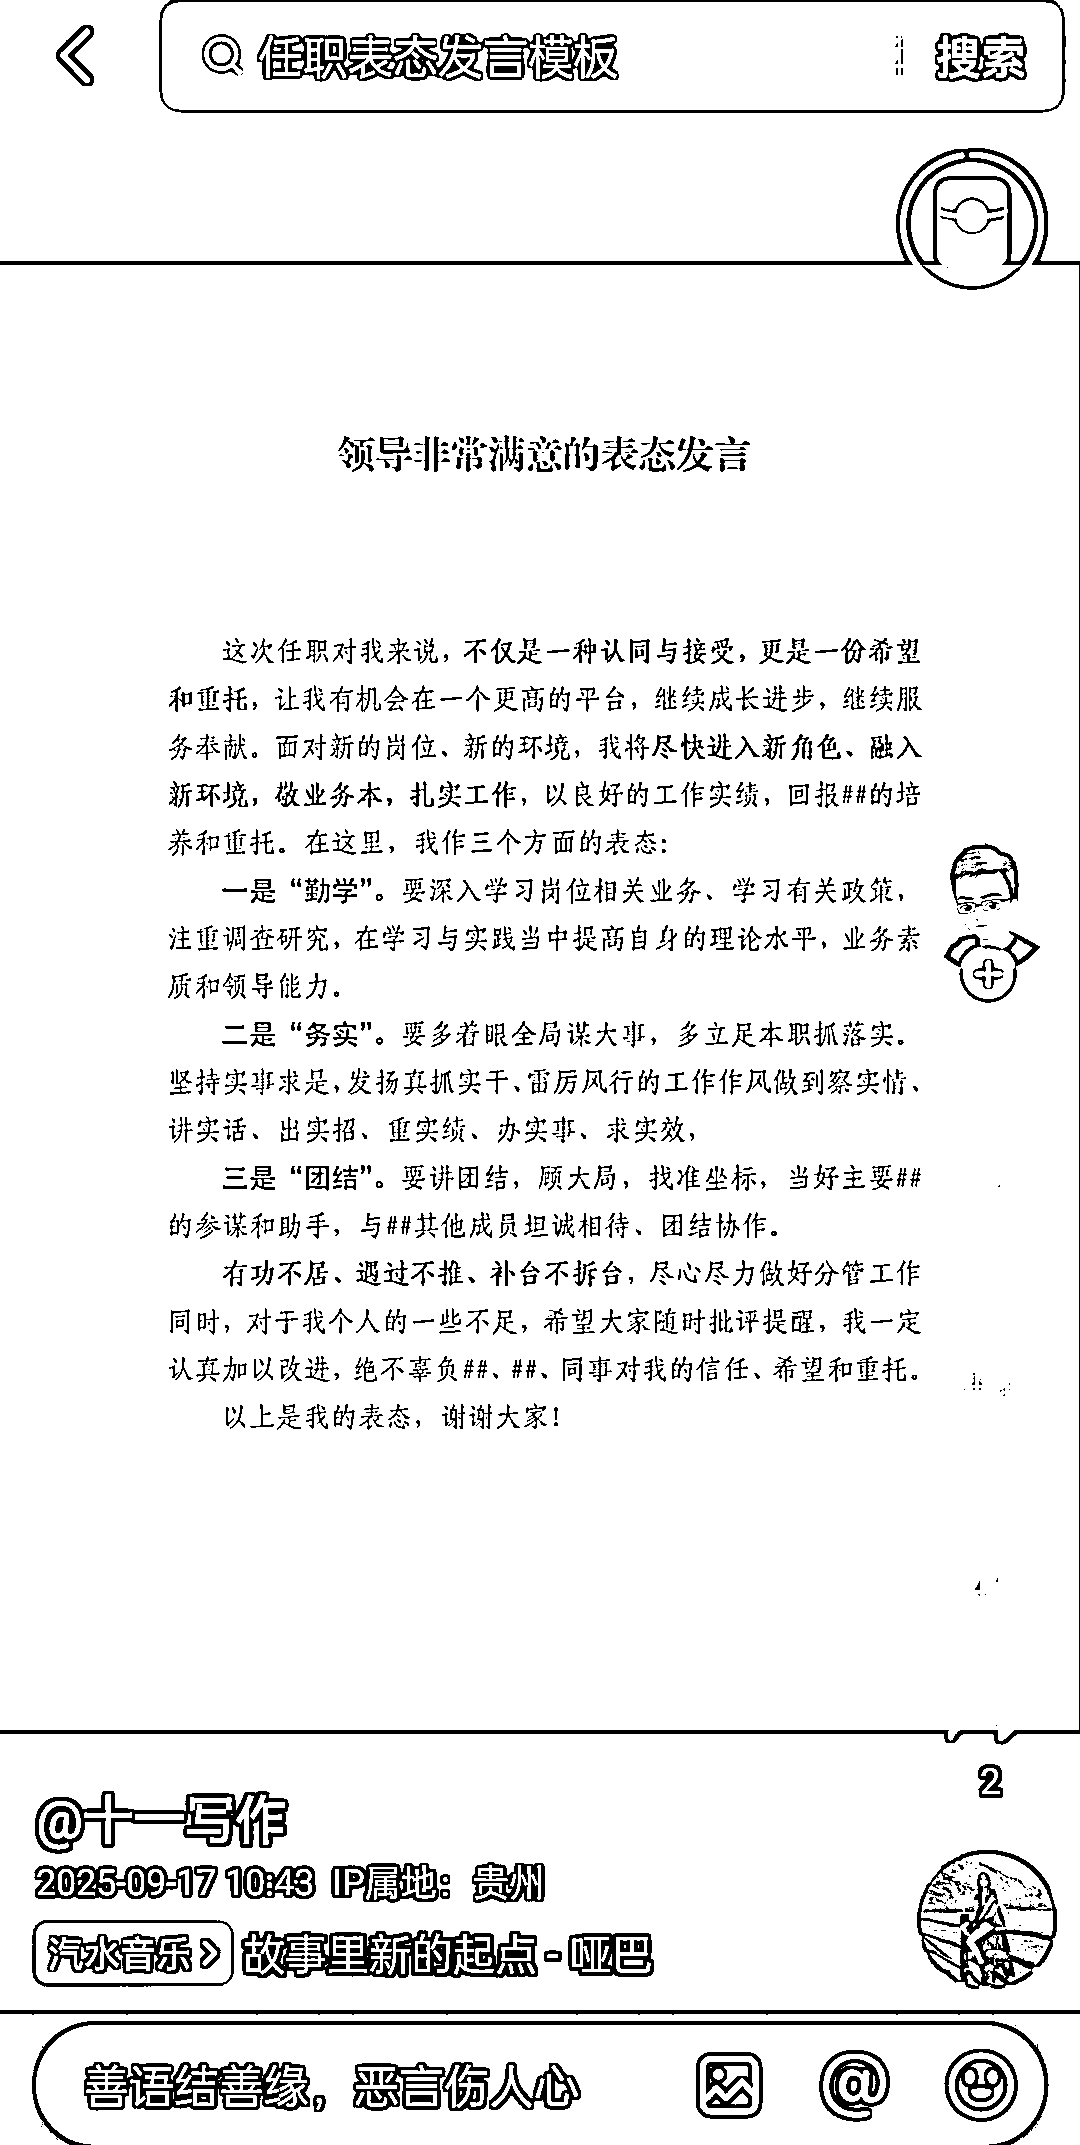 任职表态发言模板
搜索
领导非常满意的表态发言
这次任职对我来说，不仅是一种认同与接受，更是一份希望
和重托，让我有机会在一个更高的平台，继续成长进步，继续服
务奉献。面对新的岗位、新的环境，我将尽快进入新角色、融入
新环境，敬业务本，扎实工作，以良好的工作实绩，回报##的培
养和重托。在这里，我作三个方面的表态：
一是“勤学”。要深入学习岗位相关业务、学习有关政策，
注重调查研究，在学习与实践当中提高自身的理论水平，业务素
质和领导能力。
二是“务实”。要多着眼全局谋大事，多立足本职抓落实。
坚持实事求是，发扬真抓实干、雷厉风行的工作作风做到察实情、
讲实话、出实招、重实绩、办实事、求实效，
三是“团结”。要讲团结，顾大局，找准坐标，当好主要##
的参谋和助手，与##其他成员坦诚相待、团结协作。
有功不居、遇过不推、补台不拆台，尽心尽力做好分管工作
同时，对于我个人的一些不足，希望大家随时批评提醒，我一定
认真加以改进，绝不辜负##、##、同事对我的信任、希望和重托。
以上是我的表态，谢谢大家！
2
@十一写作
2025-09-17 10:43 IP属地：贵州
汽水音乐 > 故事里新的起点 - 哑巴
善语结善缘，恶言伤人心